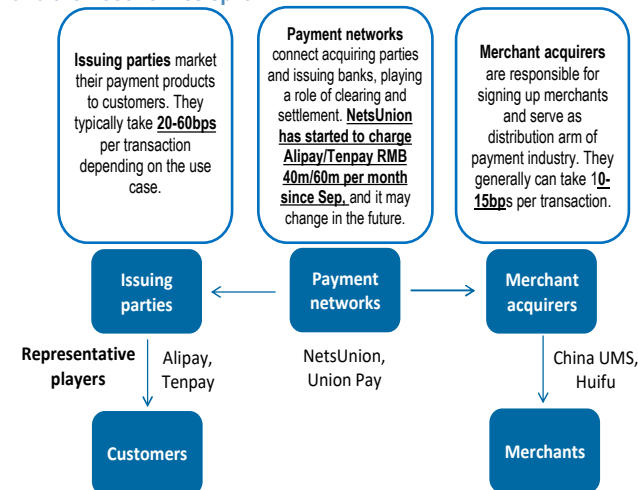 Issuing parties market
their payment products
to customers. They
typically take 20-60bps
per transaction
depending on the use
case.
Payment networks
connect acquiring parties
and issuing banks, playing
a role of clearing and
settlement. NetsUnion
has started to charge
Alipay/Tenpay RMB
40m/60m per month
since Sep, and it may
change in the future.
Merchant acquirers
are responsible for
signing up merchants
and serve as
distribution arm of
payment industry. They
generally can take 10-
15bps per transaction.
Issuing
parties
Payment
networks
Merchant
acquirers
Representative
players
Alipay,
Tenpay
NetsUnion,
Union Pay
China UMS,
Huifu
Customers
Merchants